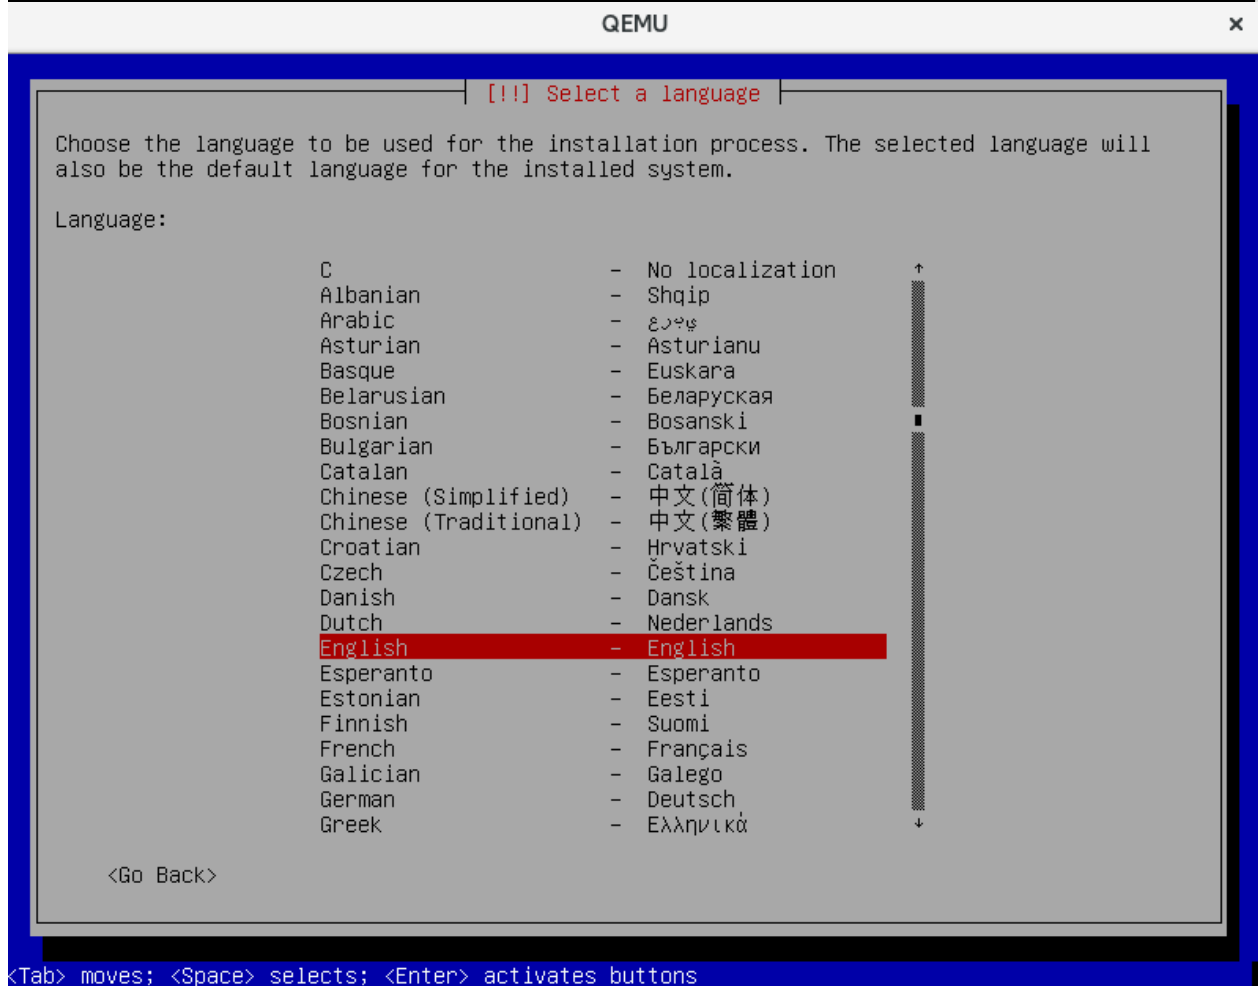 QEMU ×
[!!] Select a language
Choose the language to be used for the installation process. The selected language will
also be the default language for the installed system.
Language:
C - No localization ↑
Albanian - Shqip
Arabic -
Asturian - Asturianu
Basque - Euskara
Belarusian - Беларуская
Bosnian - Bosanski
Bulgarian - Български
Catalan - Català
Chinese (Simplified) - 中文(简体)
Chinese (Traditional) - 中文(繁體)
Croatian - Hrvatski
Czech - Čeština
Danish - Dansk
Dutch - Nederlands
English - English
Esperanto - Esperanto
Estonian - Eesti
Finnish - Suomi
French - Français
Galician - Galego
German - Deutsch
Greek - Ελληνικά ↓
<Go Back>
<Tab> moves; <Space> selects; <Enter> activates buttons